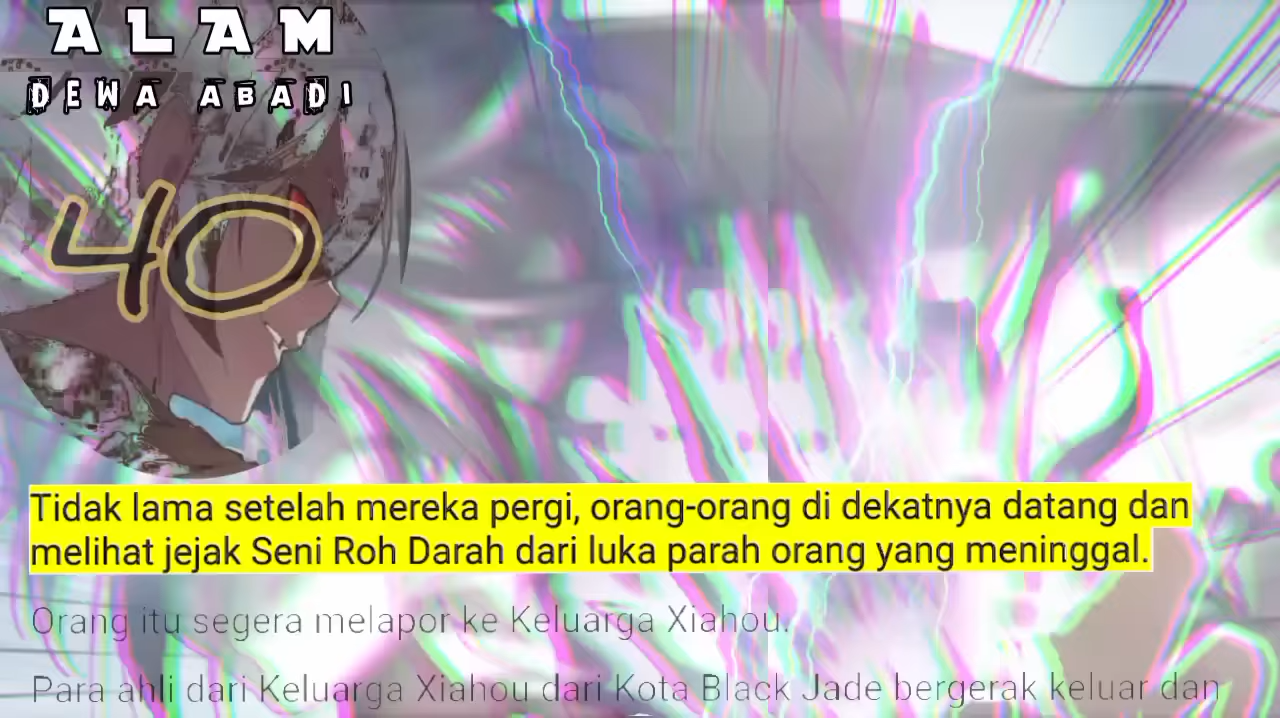 ALAM
DEWA ABADI
40
Tidak lama setelah mereka pergi, orang-orang di dekatnya datang dan
melihat jejak Seni Roh Darah dari luka parah orang yang meninggal.
Orang itu segera melapor ke Keluarga Xiahou.
Para ahli dari Keluarga Xiahou dari Kota Black Jade bergerak keluar dan